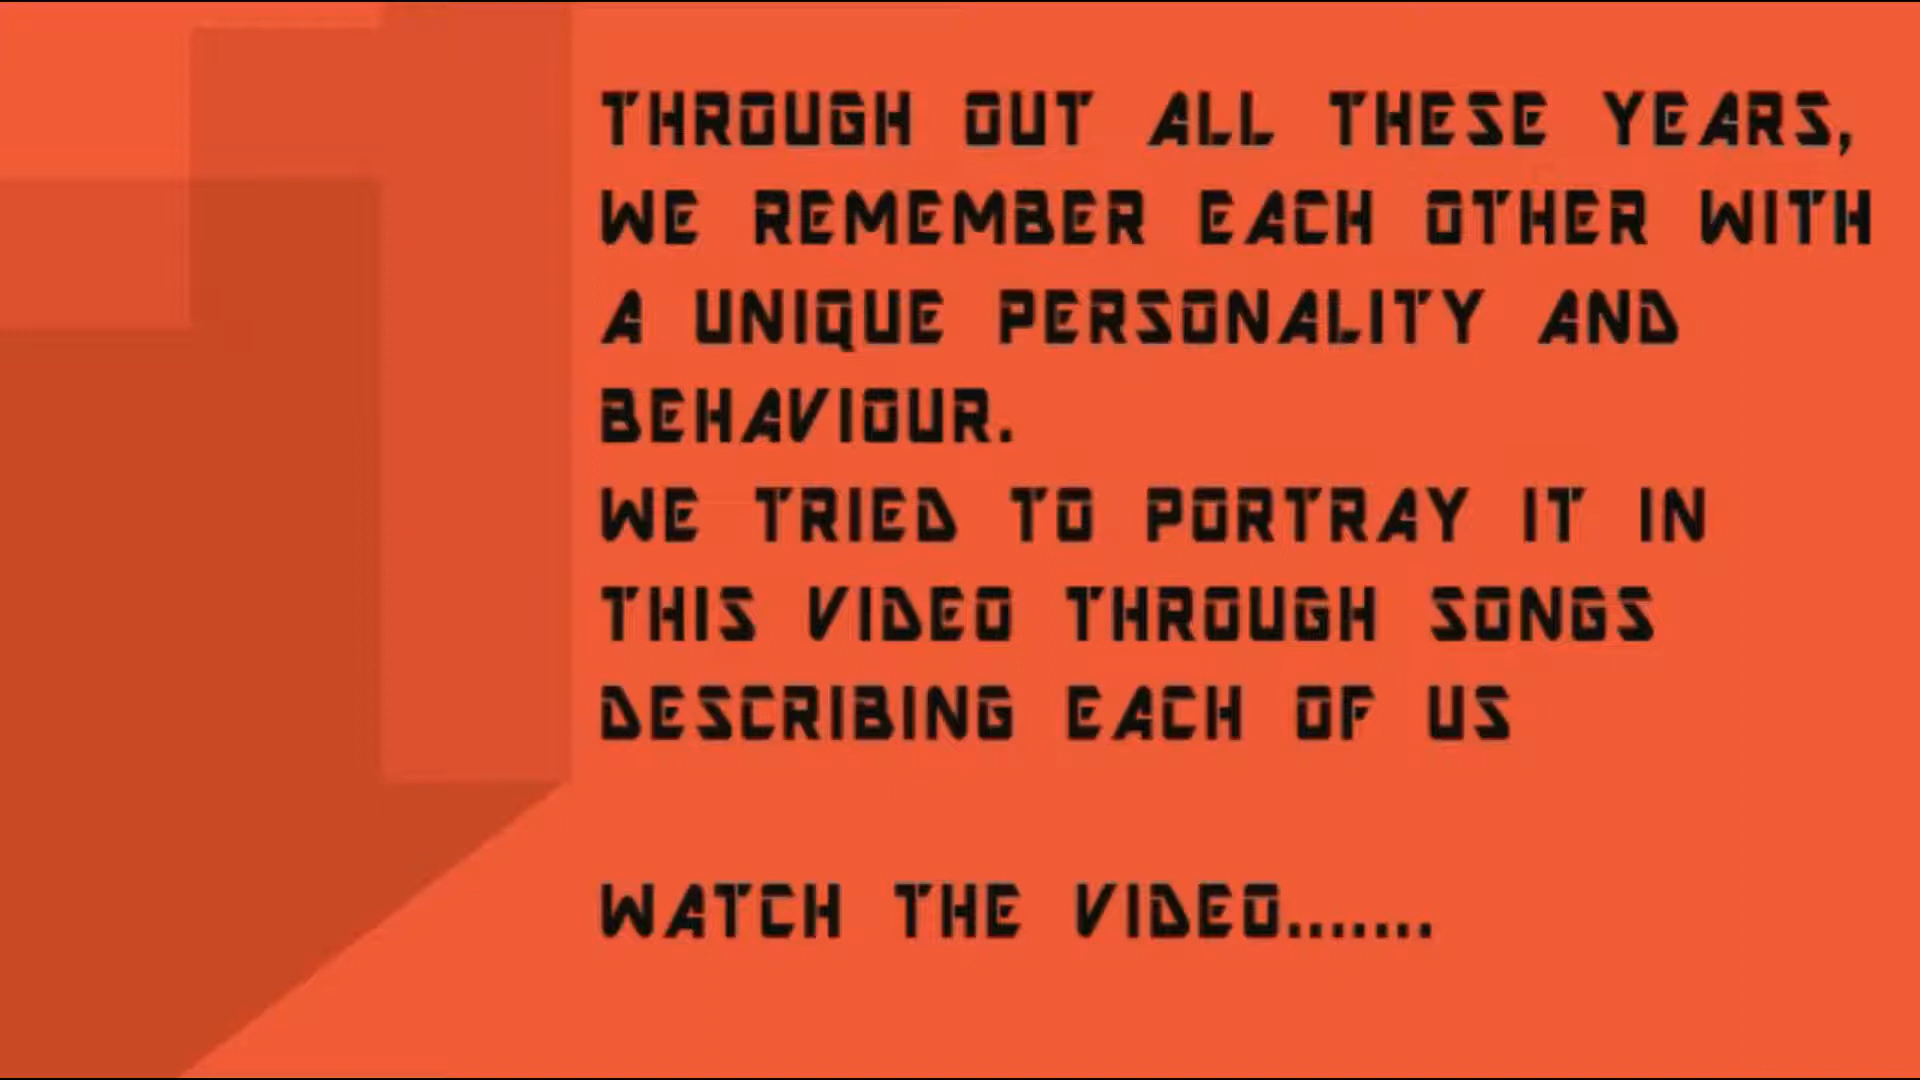 THROUGH OUT ALL THESE YEARS,
WE REMEMBER EACH OTHER WITH
A UNIQUE PERSONALITY AND
BEHAVIOUR.
WE TRIED TO PORTRAY IT IN
THIS VIDEO THROUGH SONGS
DESCRIBING EACH OF US
WATCH THE VIDEO.......